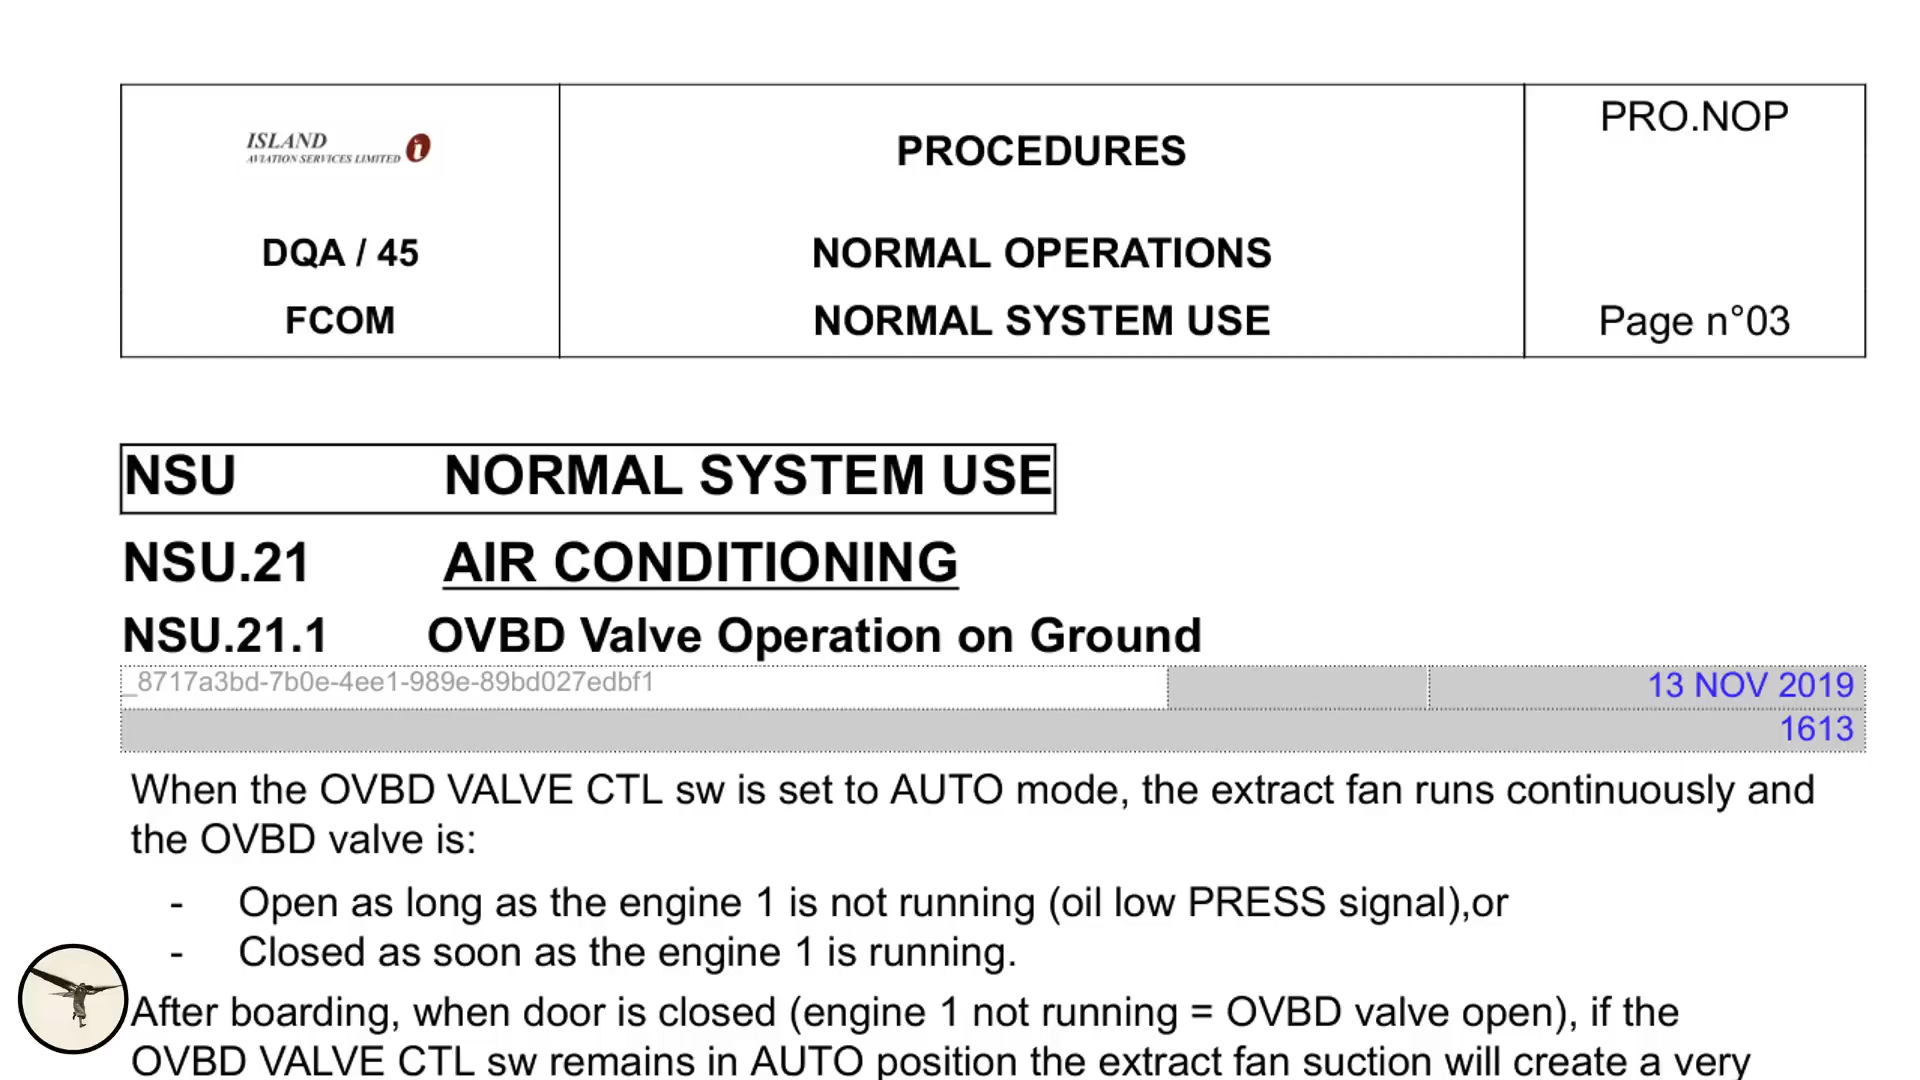 ISLAND
AVIATION SERVICES LIMITED i
DQA / 45
FCOM
PROCEDURES
NORMAL OPERATIONS
NORMAL SYSTEM USE
PRO.NOP
Page n°03
NSU NORMAL SYSTEM USE
NSU.21 AIR CONDITIONING
NSU.21.1 OVBD Valve Operation on Ground
_8717a3bd-7b0e-4ee1-989e-89bd027edbf1 13 NOV 2019
1613
When the OVBD VALVE CTL sw is set to AUTO mode, the extract fan runs continuously and
the OVBD valve is:
- Open as long as the engine 1 is not running (oil low PRESS signal),or
- Closed as soon as the engine 1 is running.
After boarding, when door is closed (engine 1 not running = OVBD valve open), if the
OVBD VALVE CTL sw remains in AUTO position the extract fan suction will create a very